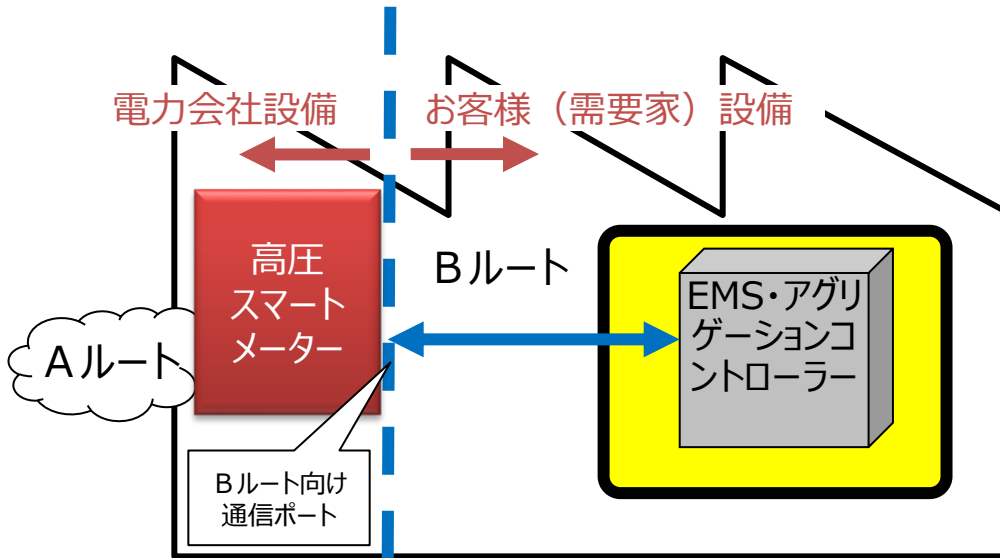 電力会社設備
お客様（需要家）設備
高圧
スマート
メーター
Bルート
EMS・アグリ
ゲーションコ
ントローラー
Aルート
Bルート向け
通信ポート